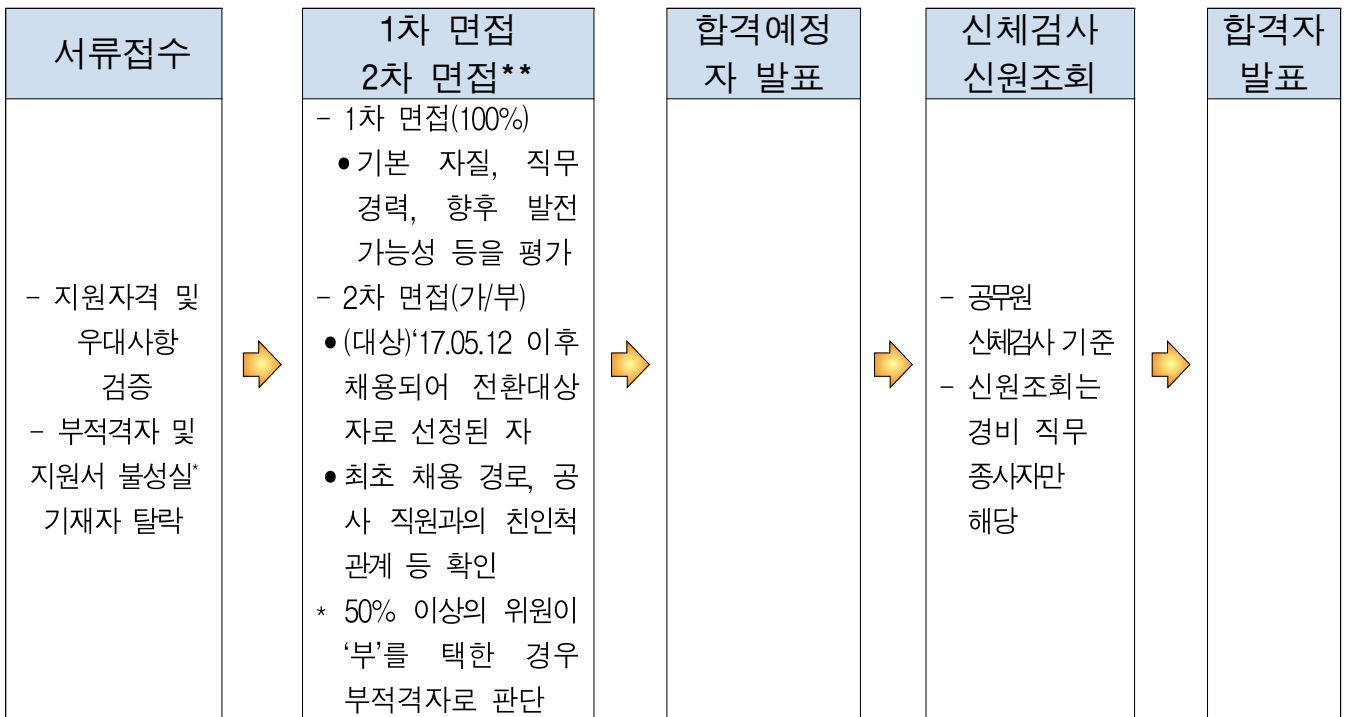 서류접수
- 지원자격 및
우대사항
검증
- 부적격자 및
지원서 불성실*
기재자 탈락
1차 면접
2차 면접**
- 1차 면접(100%)
•기본 자질, 직무
경력, 향후 발전
가능성 등을 평가
- 2차 면접(가/부)
•(대상)‘17.05.12 이후
채용되어 전환대상
자로 선정된 자
•최초 채용 경로, 공
사 직원과의 친인척
관계 등 확인
* 50% 이상의 위원이
‘부’를 택한 경우
부적격자로 판단
합격예정
자 발표
신체검사
신원조회
- 공무원
신체검사 기준
- 신원조회는
경비 직무
종사자만
해당
합격자
발표